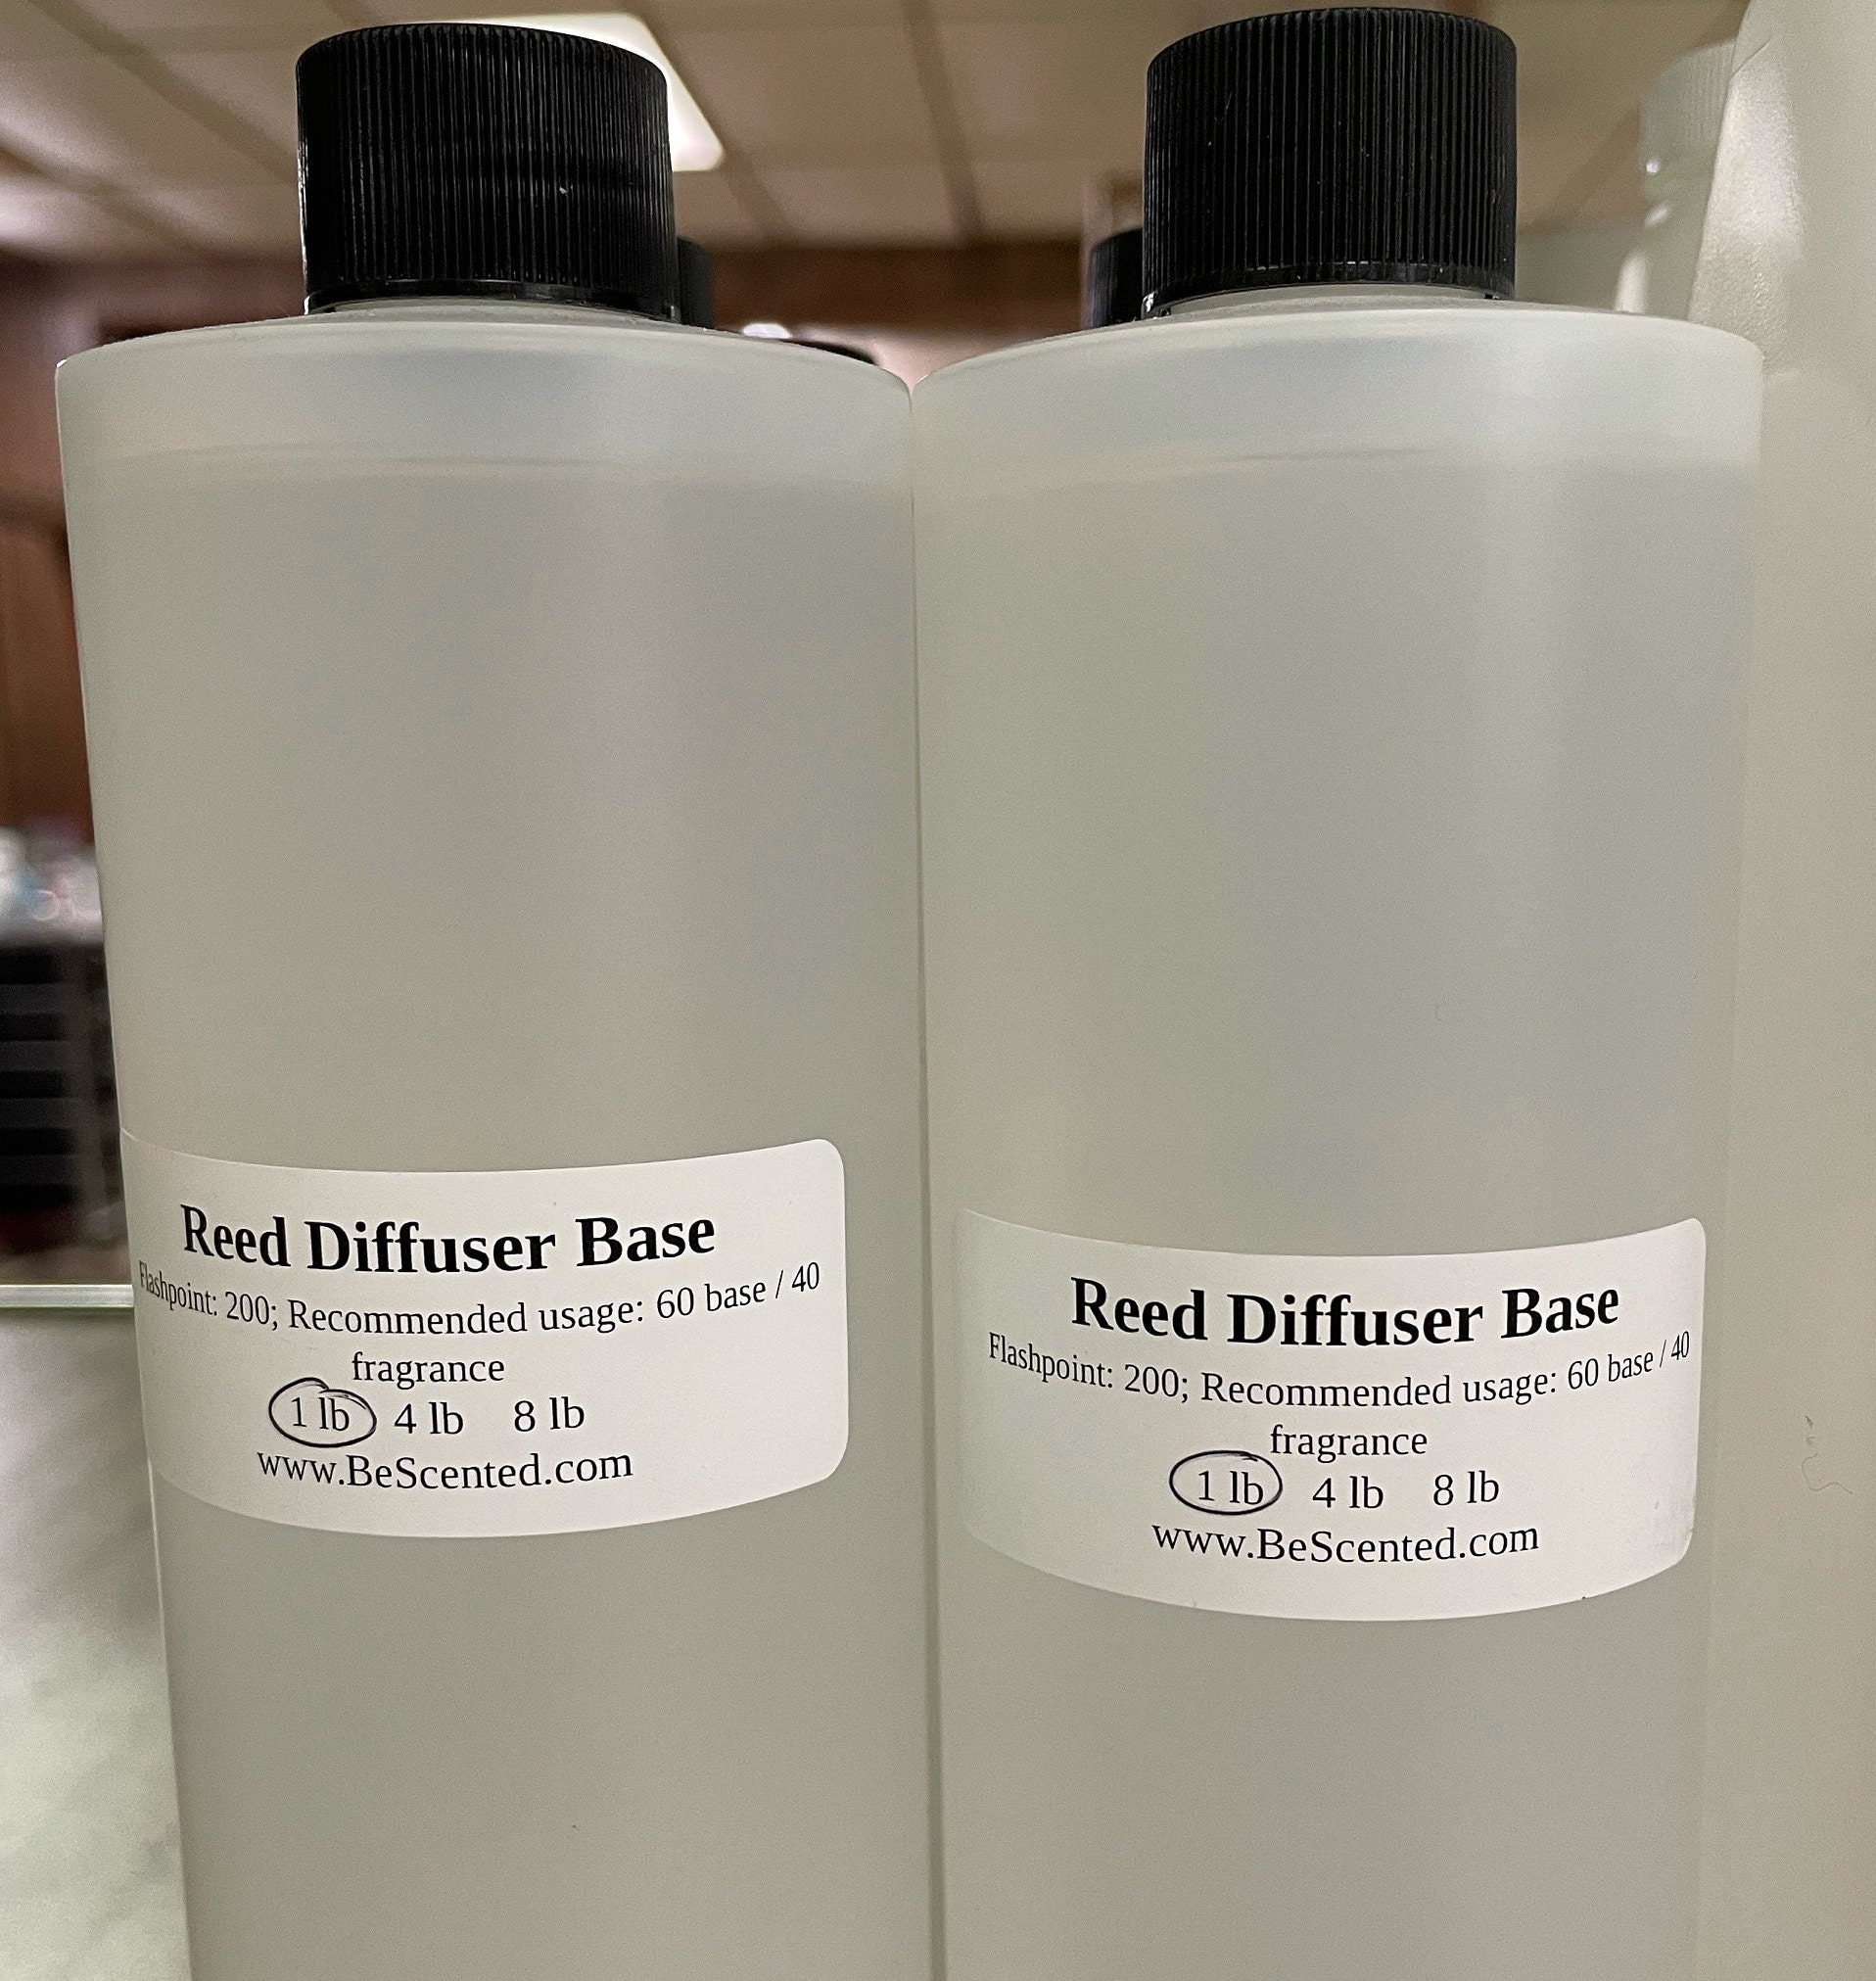 Reed Diffuser Base
Flashpoint: 200; Recommended usage: 60 base / 40
fragrance
1 lb 4 lb 8 lb
www.BeScented.com
Reed Diffuser Base
Flashpoint: 200; Recommended usage: 60 base / 40
fragrance
1 lb 4 lb 8 lb
www.BeScented.com